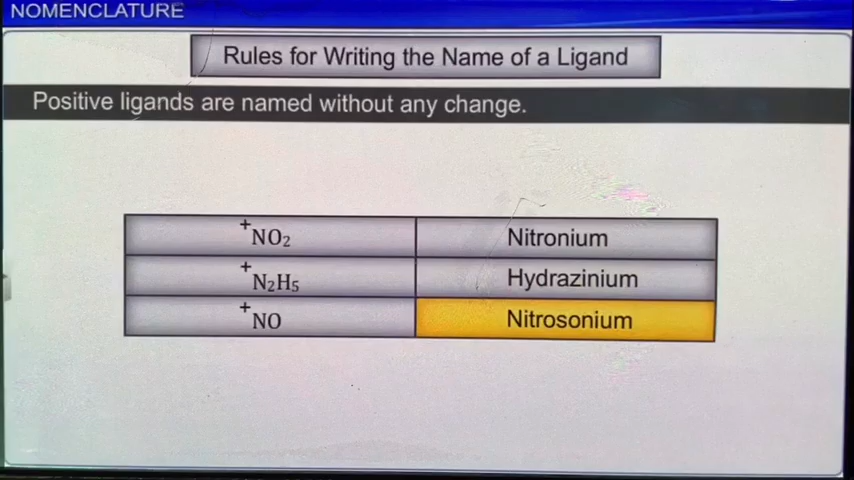 NOMENCLATURE
Rules for Writing the Name of a Ligand
Positive ligands are named without any change.
⁺NO₂ Nitronium
⁺N₂H₅ Hydrazinium
⁺NO Nitrosonium